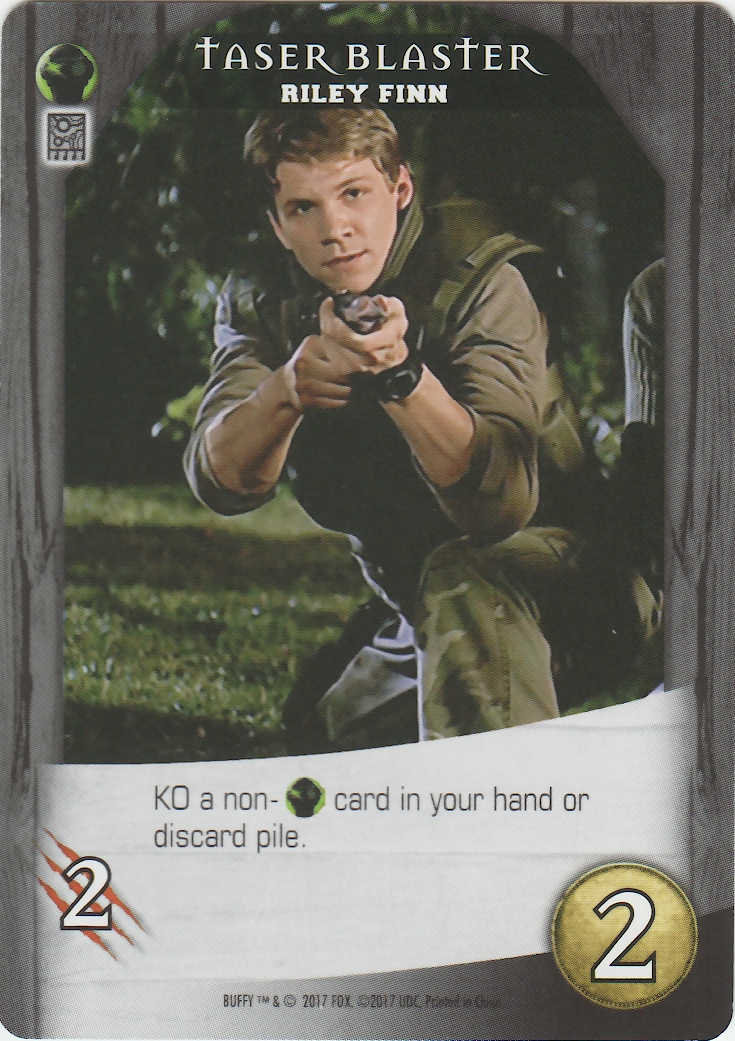 TASER BLASTER
RILEY FINN
KO a non- card in your hand or
discard pile.
2
2
BUFFY ™ & © 2017 FOX. ©2017 UDC. Printed in China.